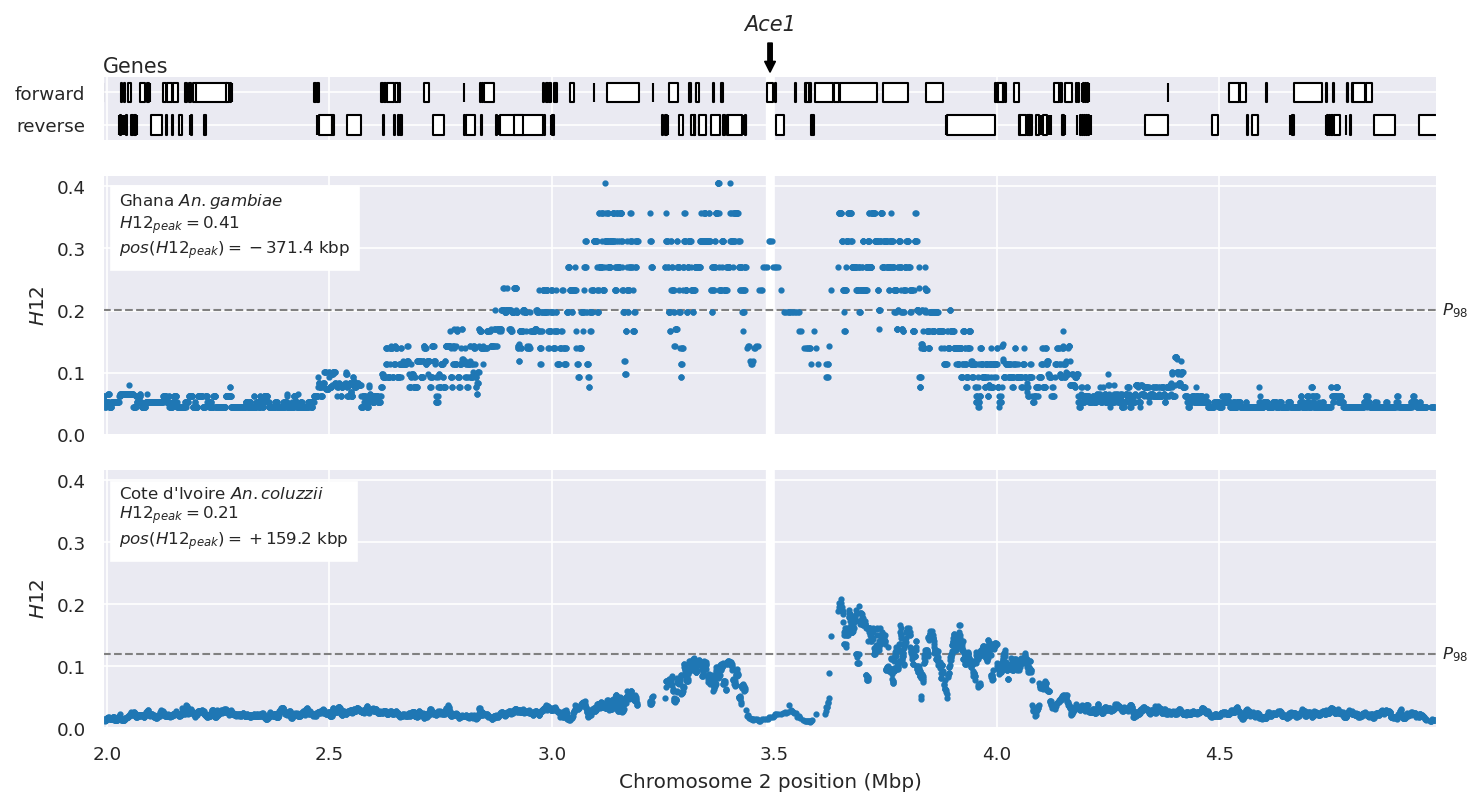 Ace1
Genes
forward
reverse
0.4
0.3
0.2
0.1
0.0
H12
Ghana An. gambiae
H12peak = 0.41
pos(H12peak) = − 371.4 kbp
P98
0.4
0.3
0.2
0.1
0.0
H12
Cote d'Ivoire An. coluzzii
H12peak = 0.21
pos(H12peak) = + 159.2 kbp
P98
2.0 2.5 3.0 3.5 4.0 4.5
Chromosome 2 position (Mbp)